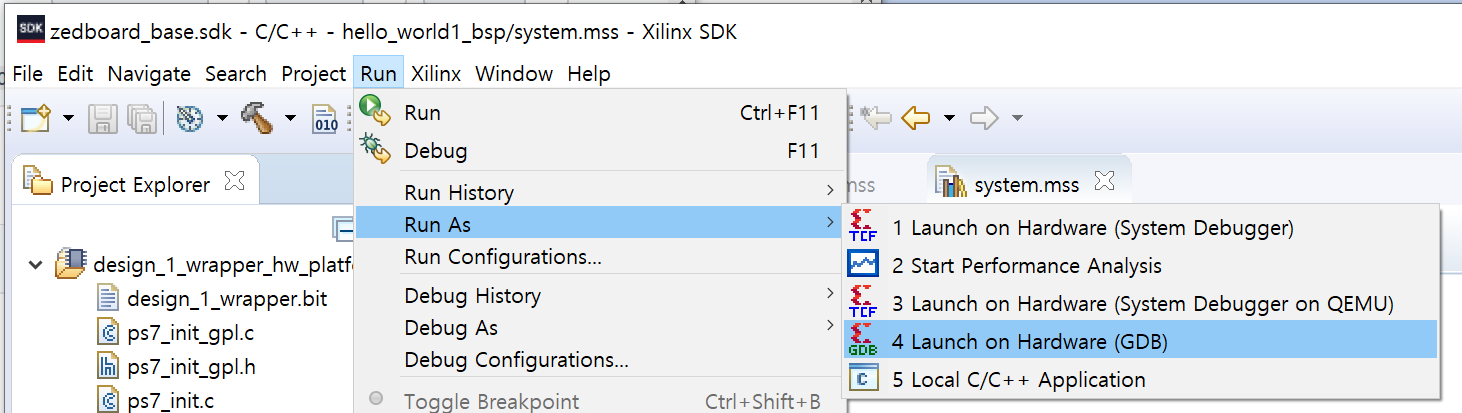 SDK zedboard_base.sdk - C/C++ - hello_world1_bsp/system.mss - Xilinx SDK
File Edit Navigate Search Project Run Xilinx Window Help
010
Run Ctrl+F11
Debug F11
Project Explorer
Run History
mss
system.mss
Run As
TCF 1 Launch on Hardware (System Debugger)
Run Configurations...
2 Start Performance Analysis
design_1_wrapper_hw_platf
Debug History
TCF 3 Launch on Hardware (System Debugger on QEMU)
design_1_wrapper.bit
Debug As
GDB 4 Launch on Hardware (GDB)
ps7_init_gpl.c
Debug Configurations...
ps7_init_gpl.h
C 5 Local C/C++ Application
ps7_init.c
Toggle Breakpoint Ctrl+Shift+B